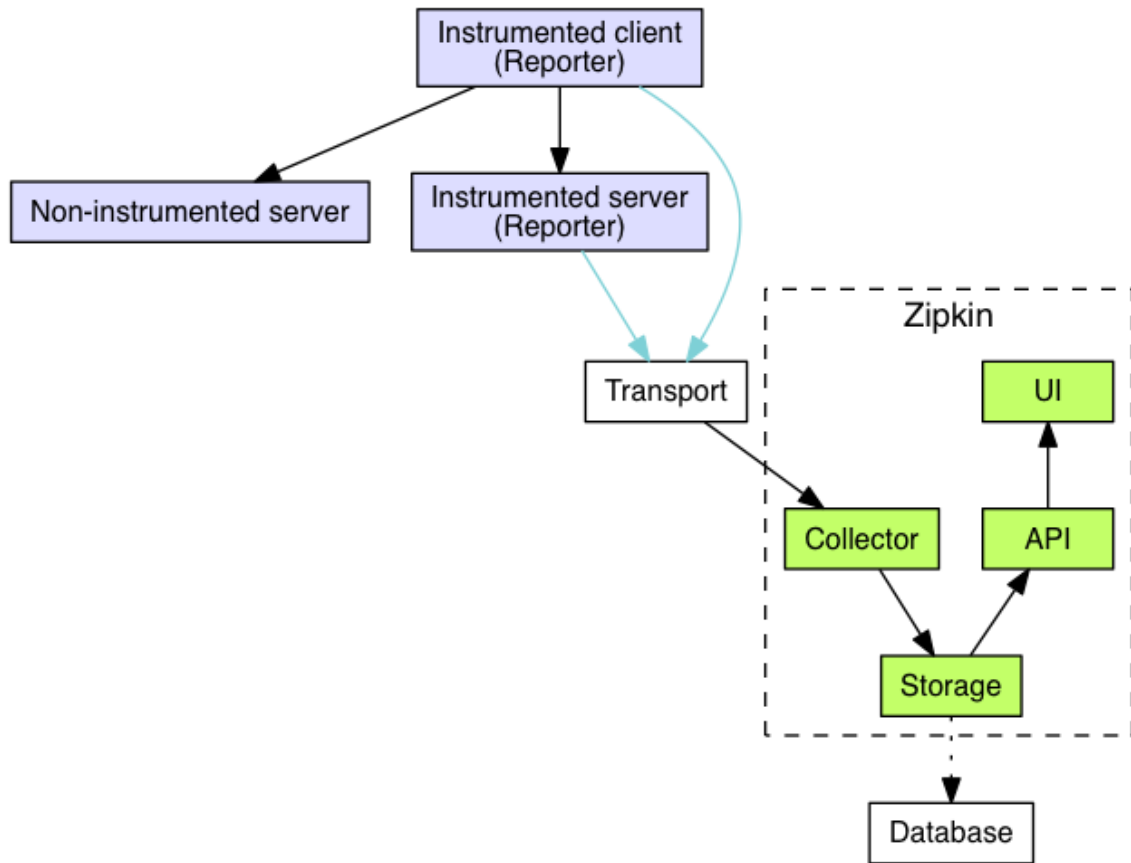 Instrumented client
(Reporter)
Non-instrumented server
Instrumented server
(Reporter)
Zipkin
Transport
UI
Collector
API
Storage
Database